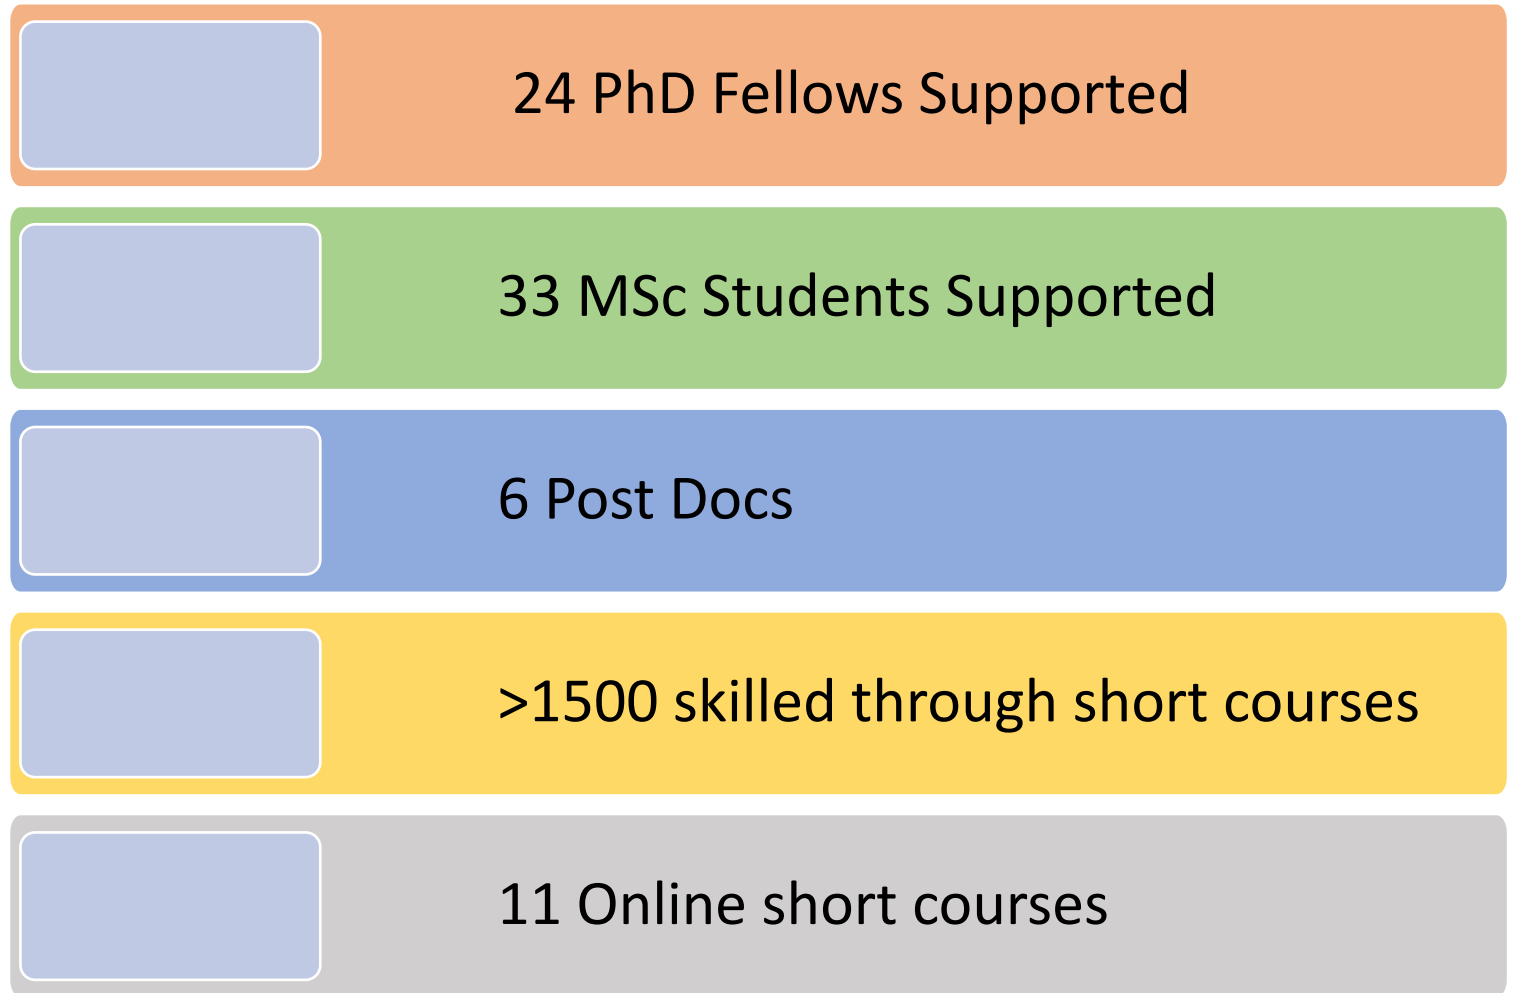 24 PhD Fellows Supported
33 MSc Students Supported
6 Post Docs
>1500 skilled through short courses
11 Online short courses